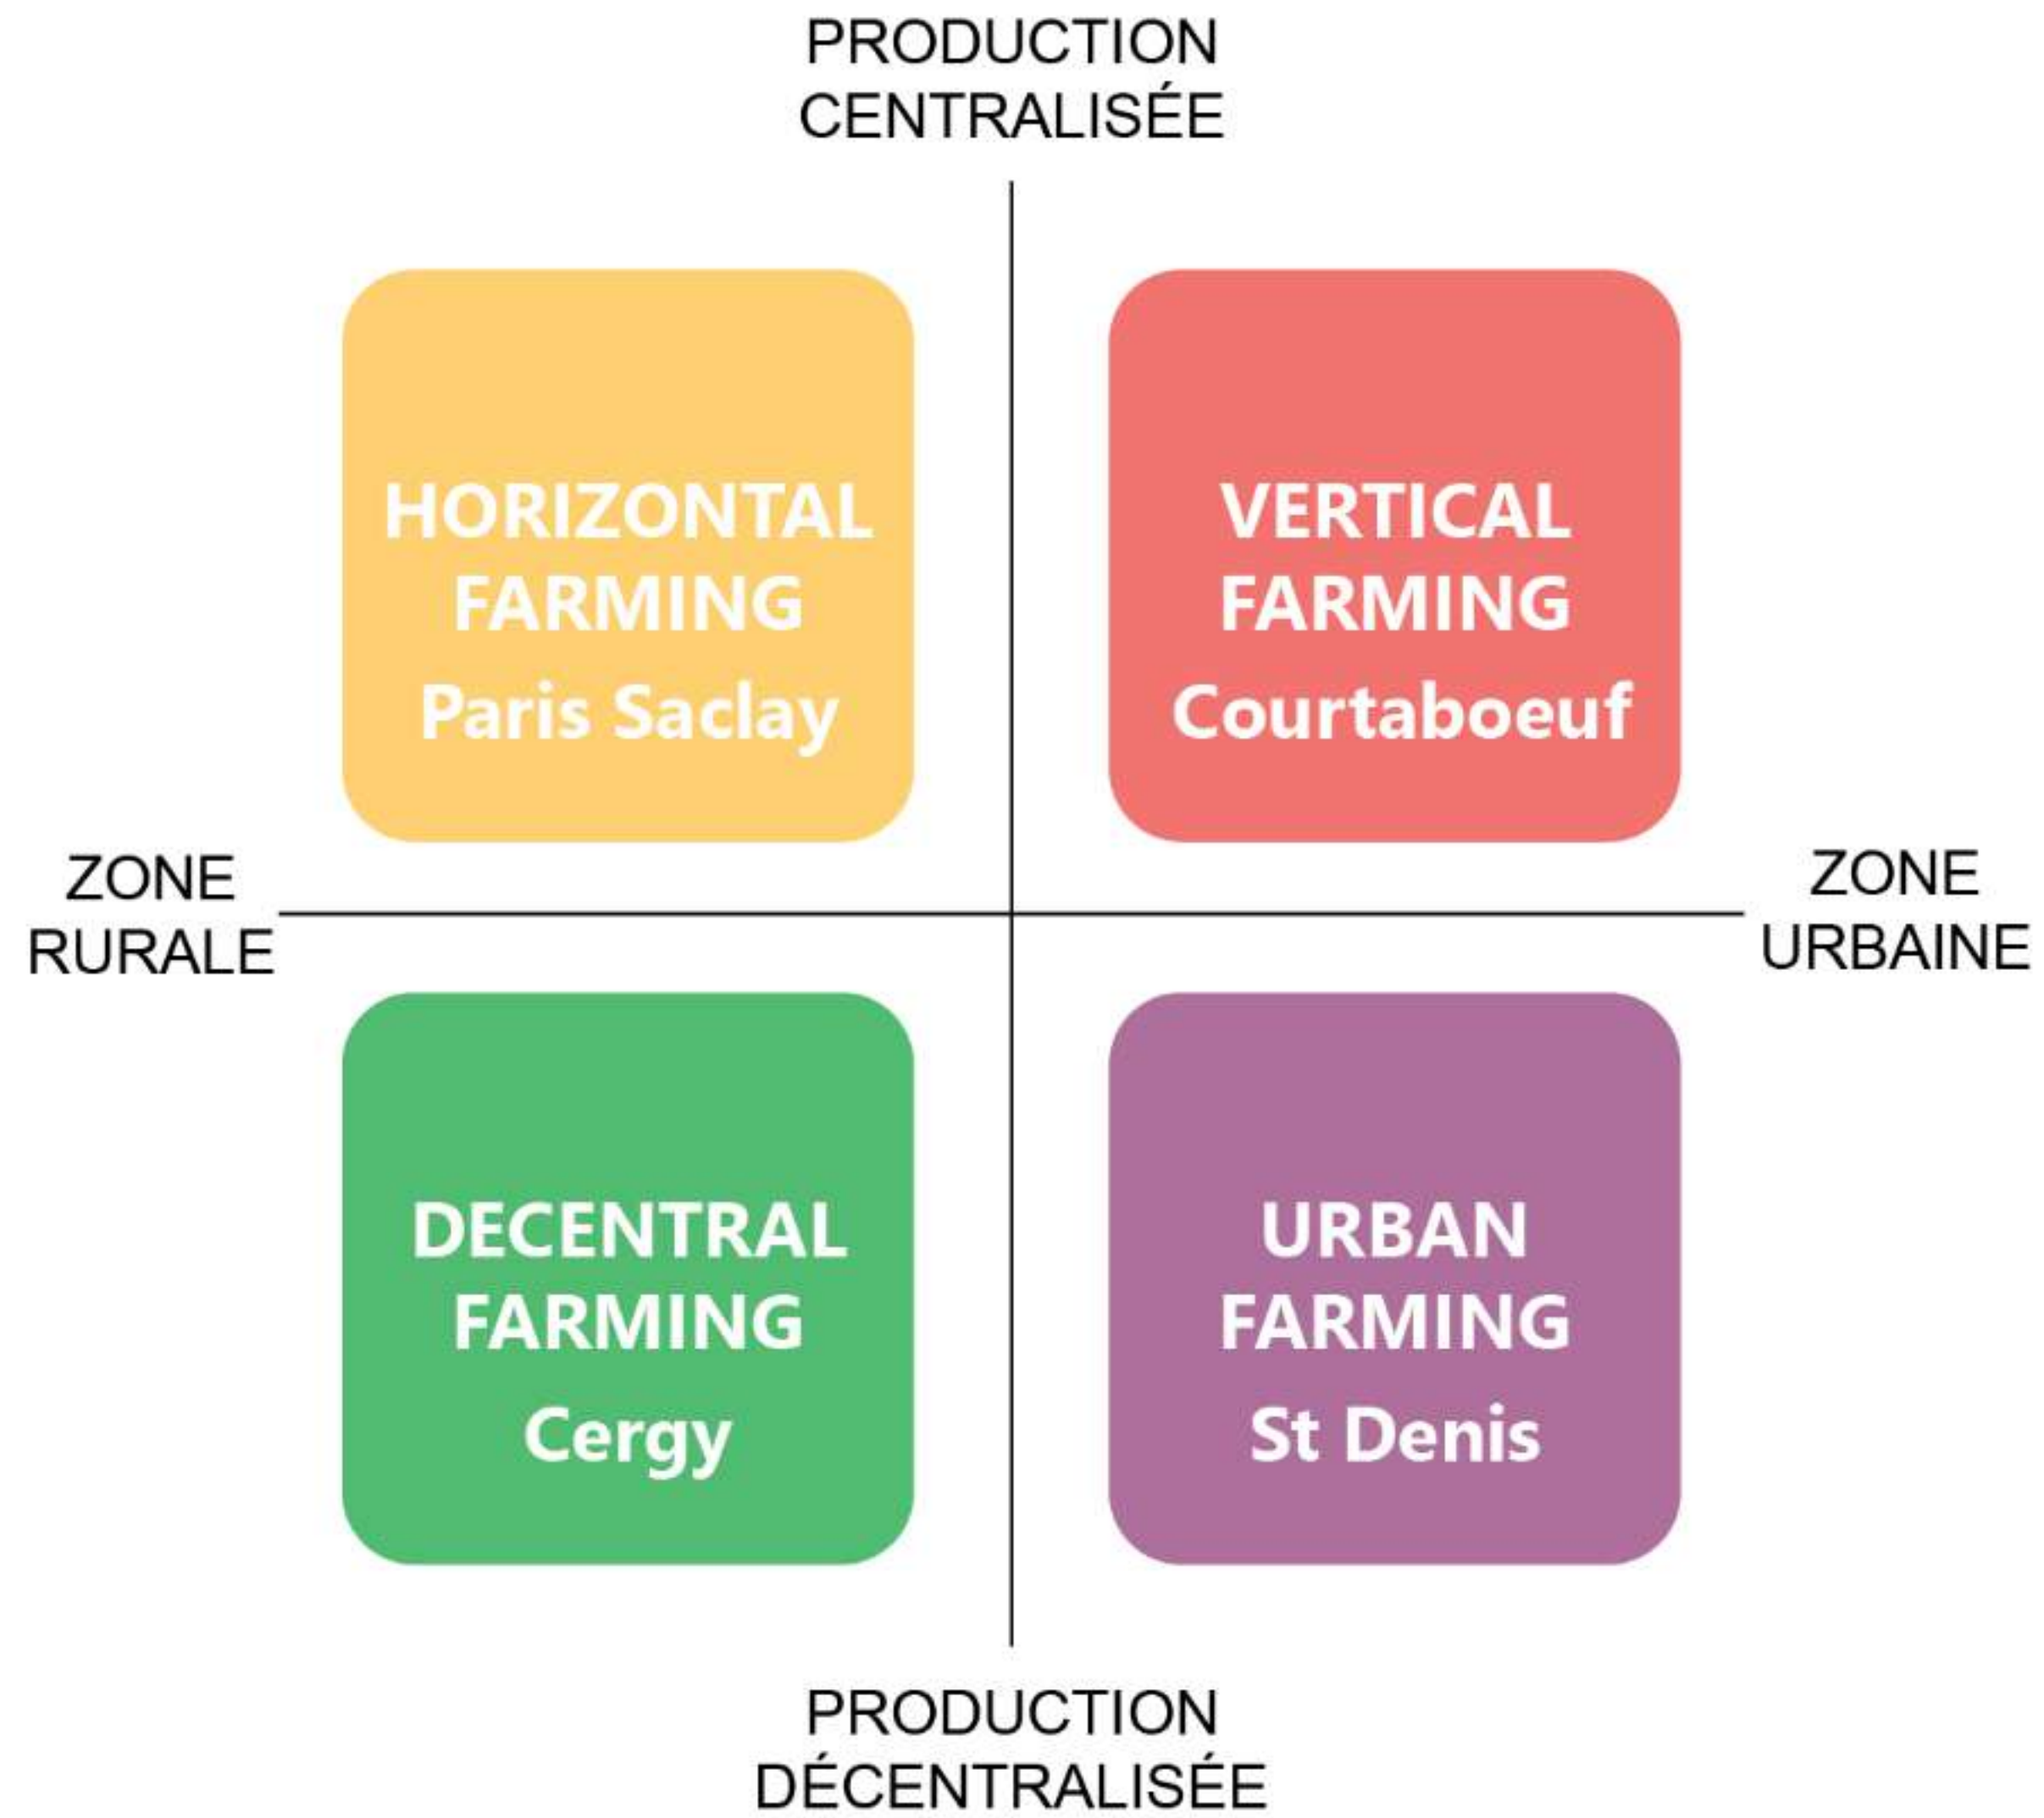 PRODUCTION
CENTRALISÉE
HORIZONTAL
FARMING
Paris Saclay
VERTICAL
FARMING
Courtaboeuf
ZONE
RURALE
ZONE
URBAINE
DECENTRAL
FARMING
Cergy
URBAN
FARMING
St Denis
PRODUCTION
DÉCENTRALISÉE